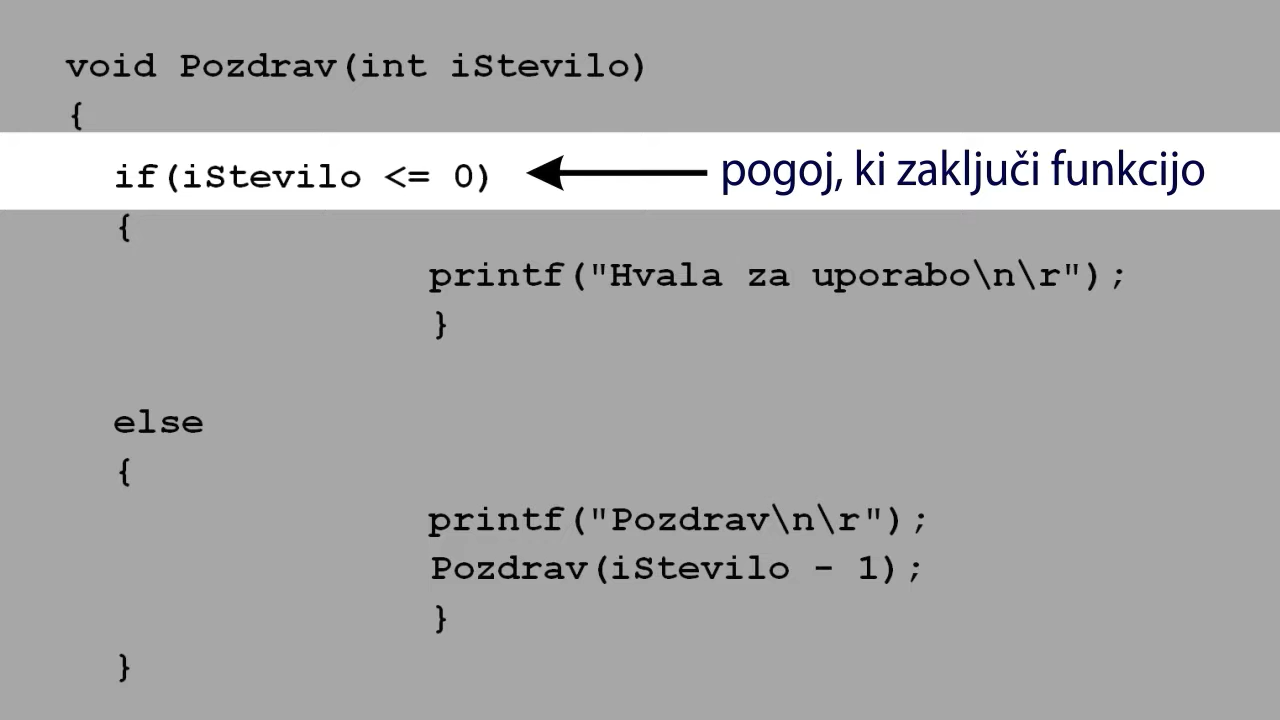 void Pozdrav(int iStevilo)
{
if(iStevilo <= 0) pogoj, ki zaključi funkcijo
{
printf("Hvala za uporabo\n\r");
}
else
{
printf("Pozdrav\n\r");
Pozdrav(iStevilo - 1);
}
}